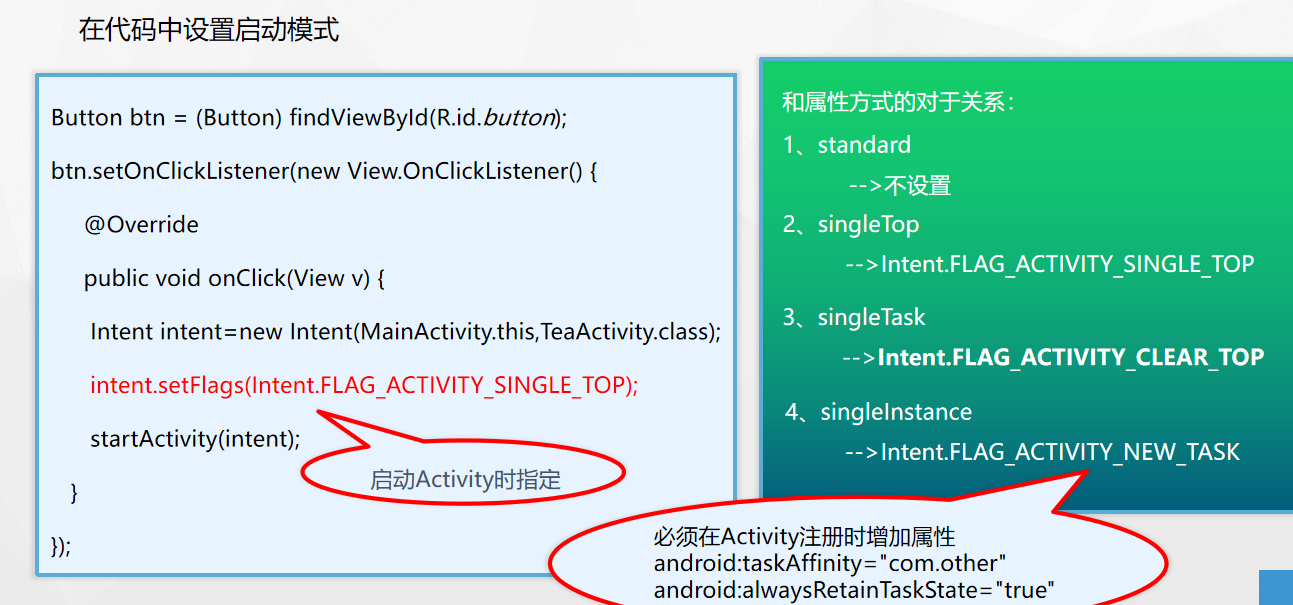 在代码中设置启动模式
Button btn = (Button) findViewById(R.id.button);
btn.setOnClickListener(new View.OnClickListener() {
@Override
public void onClick(View v) {
Intent intent=new Intent(MainActivity.this,TeaActivity.class);
intent.setFlags(Intent.FLAG_ACTIVITY_SINGLE_TOP);
startActivity(intent);
启动Activity时指定
}
});
和属性方式的对于关系：
1、standard
-->不设置
2、singleTop
-->Intent.FLAG_ACTIVITY_SINGLE_TOP
3、singleTask
-->Intent.FLAG_ACTIVITY_CLEAR_TOP
4、singleInstance
-->Intent.FLAG_ACTIVITY_NEW_TASK
必须在Activity注册时增加属性
android:taskAffinity="com.other"
android:alwaysRetainTaskState="true"